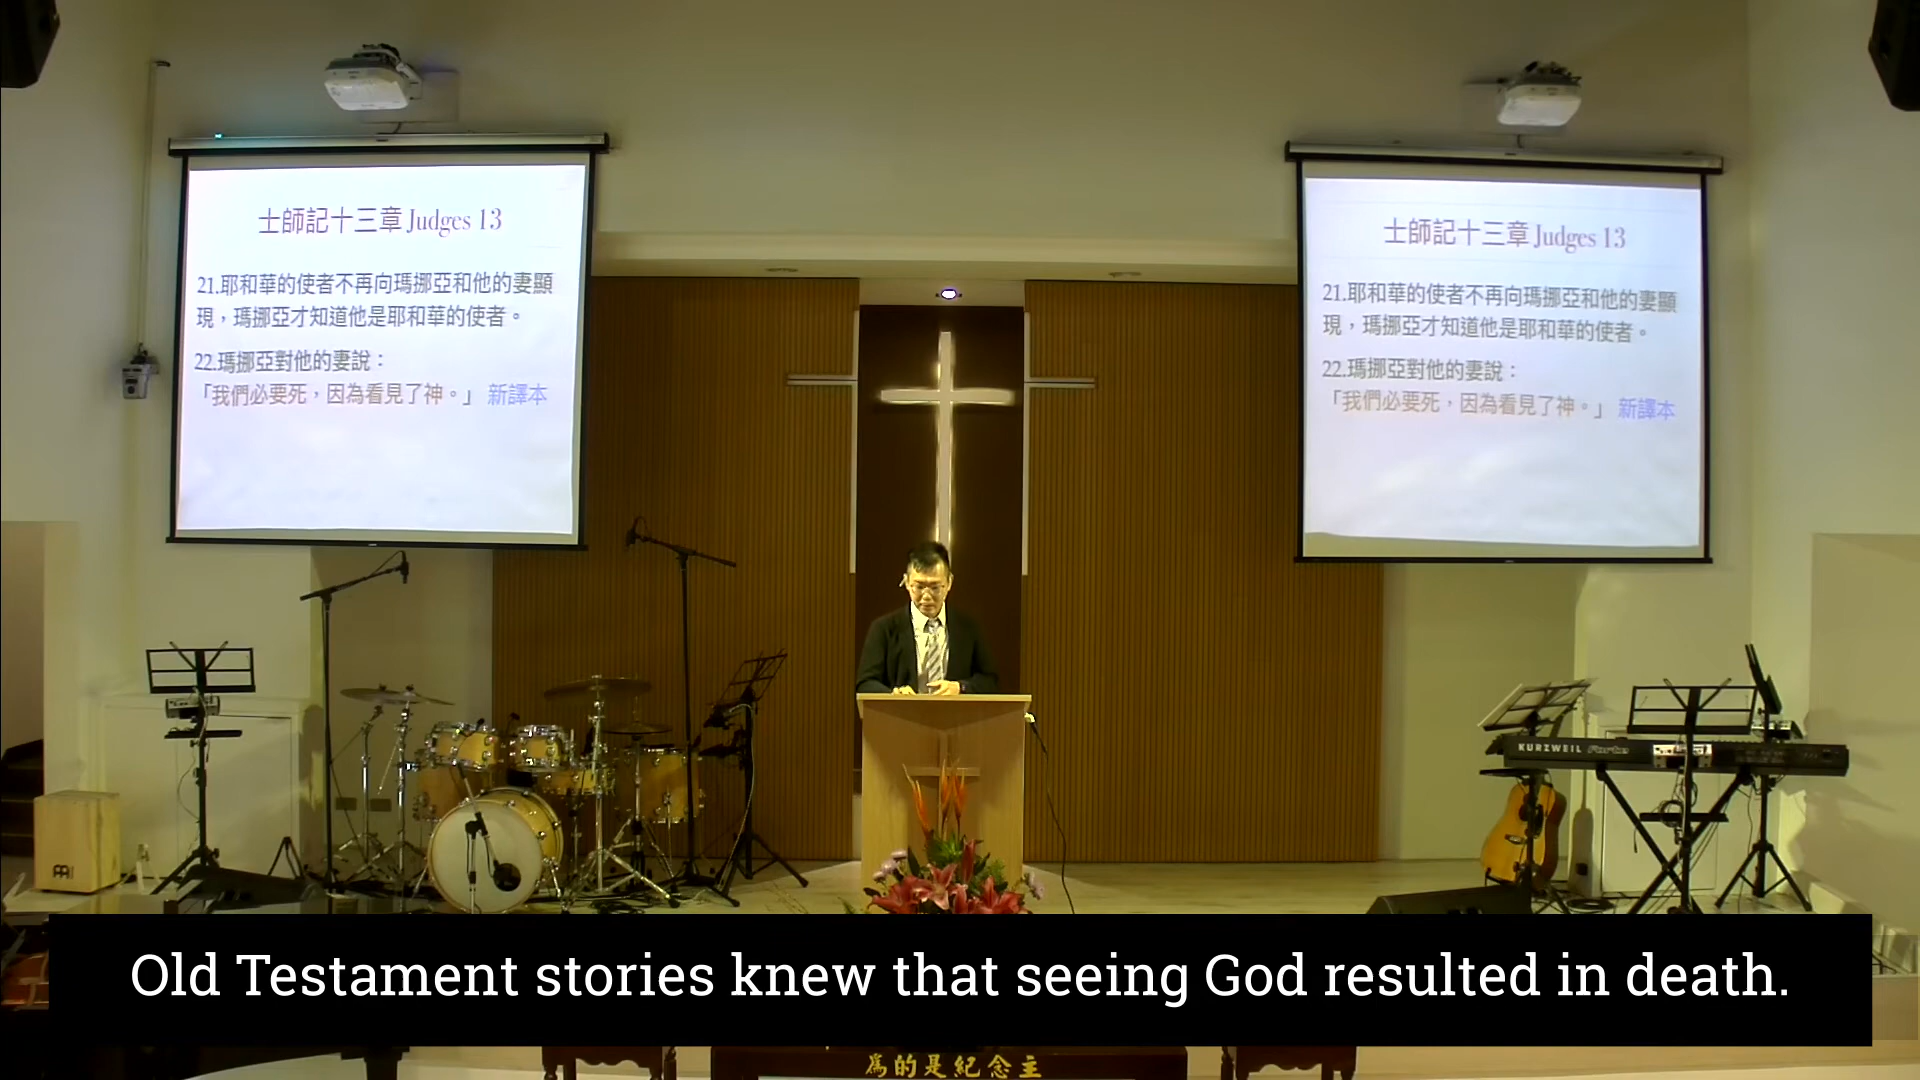 士師記十三章 Judges 13
21.耶和華的使者不再向瑪挪亞和他的妻顯
現，瑪挪亞才知道他是耶和華的使者。
22.瑪挪亞對他的妻說：
「我們必要死，因為看見了神。」 新譯本
士師記十三章 Judges 13
21.耶和華的使者不再向瑪挪亞和他的妻顯
現，瑪挪亞才知道他是耶和華的使者。
22.瑪挪亞對他的妻說：
「我們必要死，因為看見了神。」 新譯本
KURZWEIL Forte
Old Testament stories knew that seeing God resulted in death.
為的是紀念主